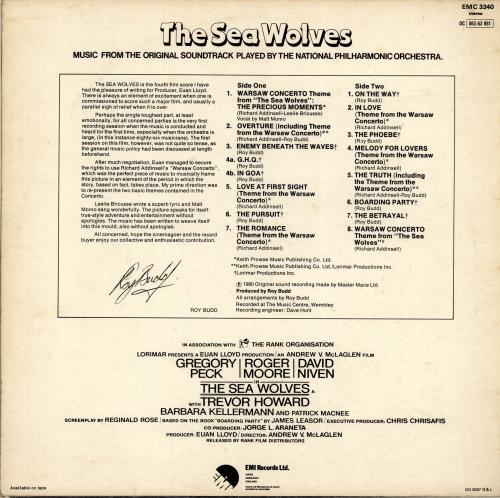 EMC 3340
stereo
OC 062-63 981
The Sea Wolves
MUSIC FROM THE ORIGINAL SOUNDTRACK PLAYED BY THE NATIONAL PHILHARMONIC ORCHESTRA.
The SEA WOLVES is the fourth film score I have
had the pleasure of writing for Producer, Euan Lloyd.
There is always an element of excitement when one is
commissioned to score such a major film, and usually a
parallel sigh of relief when it is over.
Perhaps the single toughest part, at least
emotionally, for all concerned parties is the very first
recording session when the music is conducted and
heard for the first time, especially when the orchestra is
large, (in this instance eighty-six musicians). The first
session on this film, however, was not quite so tense, as
the general music policy had been discussed at length
beforehand.
After much negotiation, Euan managed to secure
the rights to use Richard Addinsell's "Warsaw Concerto",
which was the perfect piece of music to musically frame
this picture in an element of the period in which the
story, based on fact, takes place. My prime direction was
to re-present the two basic themes contained in the
Concerto.
Leslie Bricusse wrote a superb lyric and Matt
Monro sang wonderfully. The picture speaks for itself:
true-style adventure and entertainment without
apologies. The music has been written to weave itself
into this mould, also without apologies.
All concerned, hope the cinemagoer and the record
buyer enjoy our collective and enthusiastic contribution.
Roy Budd
ROY BUDD
Side One
1. WARSAW CONCERTO Theme
from "The Sea Wolves":
THE PRECIOUS MOMENTS*
(Richard Addinsell-Leslie Bricusse)
Vocal by Matt Monro
2. OVERTURE (including Theme
from the Warsaw Concerto)**
(Richard Addinsell-Roy Budd)
3. ENEMY BENEATH THE WAVES†
(Roy Budd)
4a. G.H.Q.†
(Roy Budd)
4b. IN GOA†
(Roy Budd)
5. LOVE AT FIRST SIGHT
(Theme from the Warsaw
Concerto)*
(Richard Addinsell)
6. THE PURSUIT†
(Roy Budd)
7. THE ROMANCE
(Theme from the Warsaw
Concerto)*
(Richard Addinsell)
Side Two
1. ON THE WAY†
(Roy Budd)
2. IN LOVE
(Theme from the Warsaw
Concerto)*
(Richard Addinsell)
3. THE PHOEBE†
(Roy Budd)
4. MELODY FOR LOVERS
(Theme from the Warsaw
Concerto)*
(Richard Addinsell)
5. THE TRUTH (including the
Theme from the Warsaw
Concerto)**
(Richard Addinsell-Roy Budd)
6. BOARDING PARTY†
(Roy Budd)
7. THE BETRAYAL†
(Roy Budd)
8. WARSAW CONCERTO
Theme from "The Sea
Wolves"*
(Richard Addinsell)
*Keith Prowse Music Publishing Co. Ltd.
**Keith Prowse Music Publishing Co. Ltd./Lorimar Productions Inc.
†Lorimar Productions Inc.
℗ 1980 Original sound recording made by Master Mace Ltd.
Produced by Roy Budd
All arrangements by Roy Budd
Recorded at The Music Centre, Wembley
Recording engineer: Dave Hunt
IN ASSOCIATION WITH THE RANK ORGANISATION
LORIMAR PRESENTS A EUAN LLOYD PRODUCTION / AN ANDREW V. McLAGLEN FILM
GREGORY PECK
ROGER MOORE
DAVID NIVEN
IN
THE SEA WOLVES
WITH TREVOR HOWARD
BARBARA KELLERMANN AND PATRICK MACNEE
SCREENPLAY BY REGINALD ROSE / BASED ON THE BOOK "BOARDING PARTY" BY JAMES LEASOR / EXECUTIVE PRODUCER: CHRIS CHRISAFIS
CO PRODUCER: JORGE L. ARANETA
PRODUCER: EUAN LLOYD / DIRECTOR: ANDREW V. McLAGLEN
RELEASED BY RANK FILM DISTRIBUTORS
EMI
EMI Records Ltd.
Available on tape.